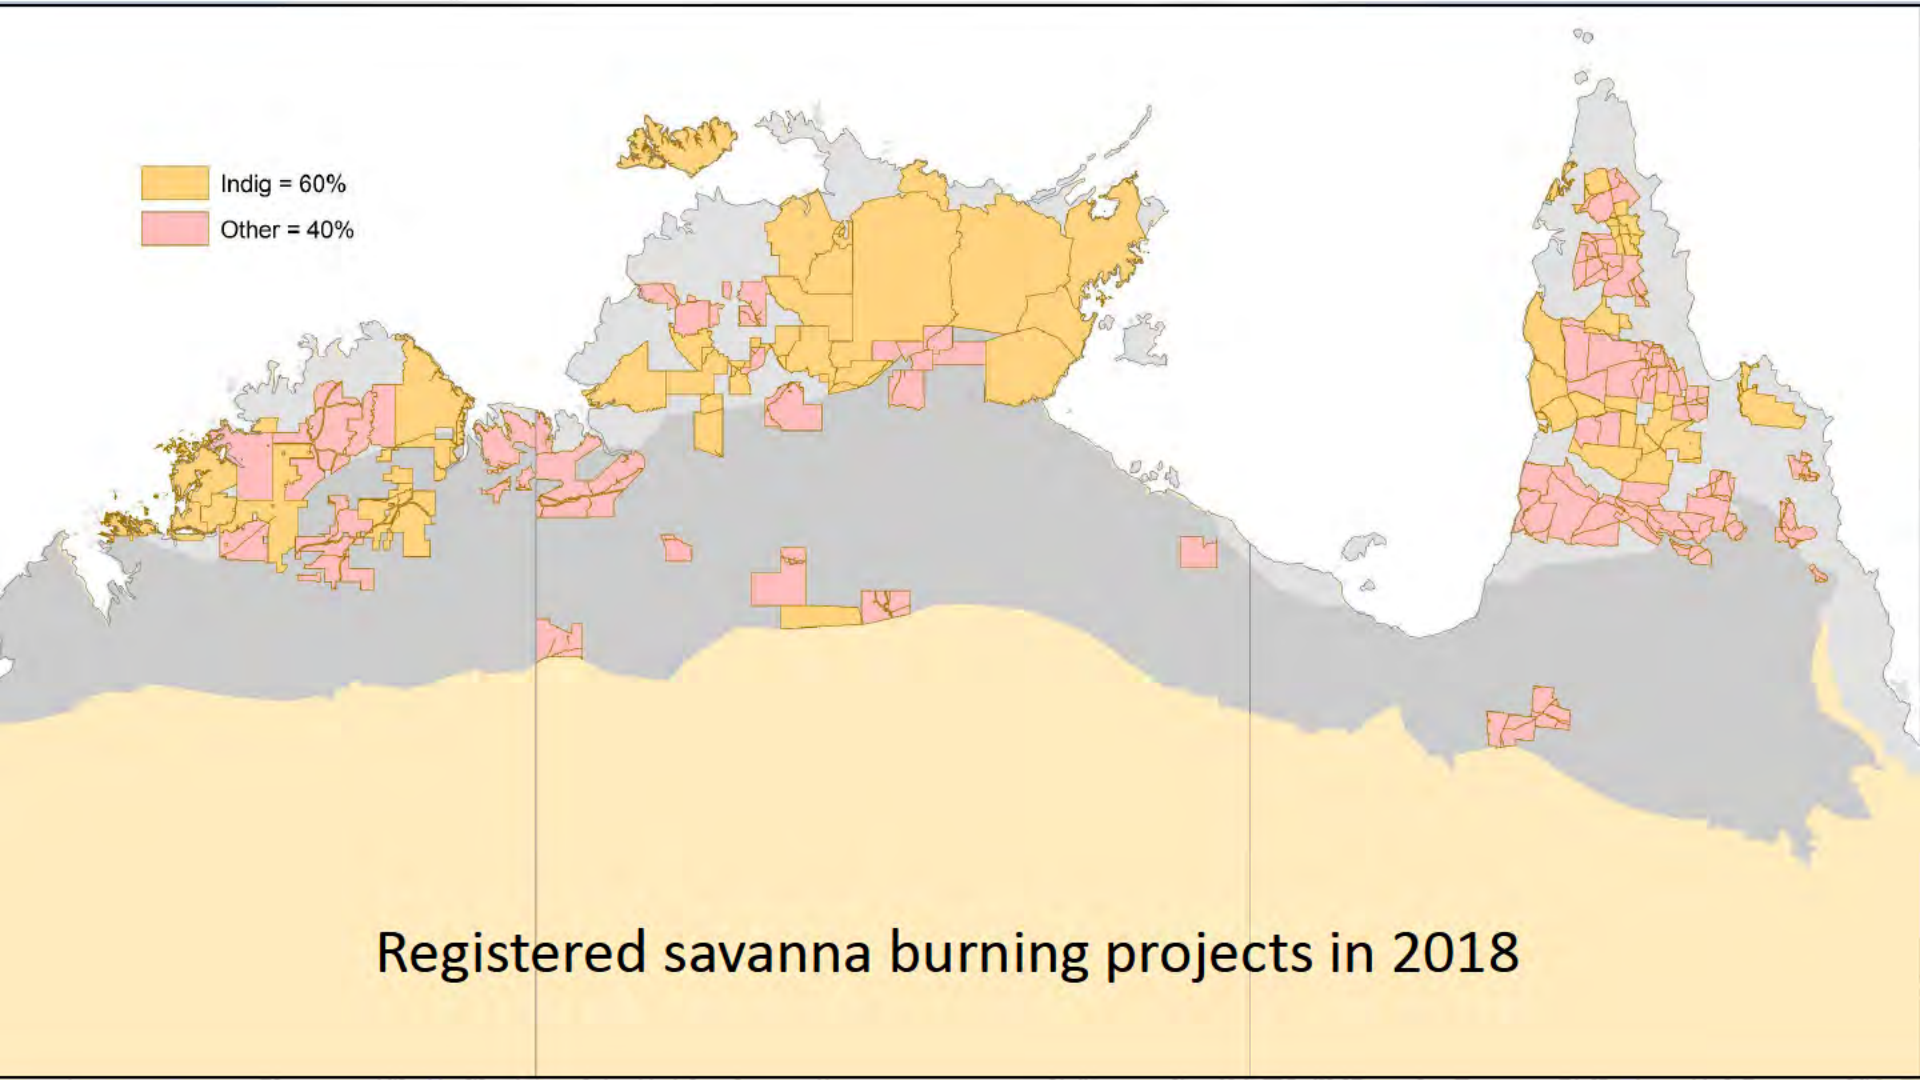 Indig = 60%
Other = 40%
Registered savanna burning projects in 2018